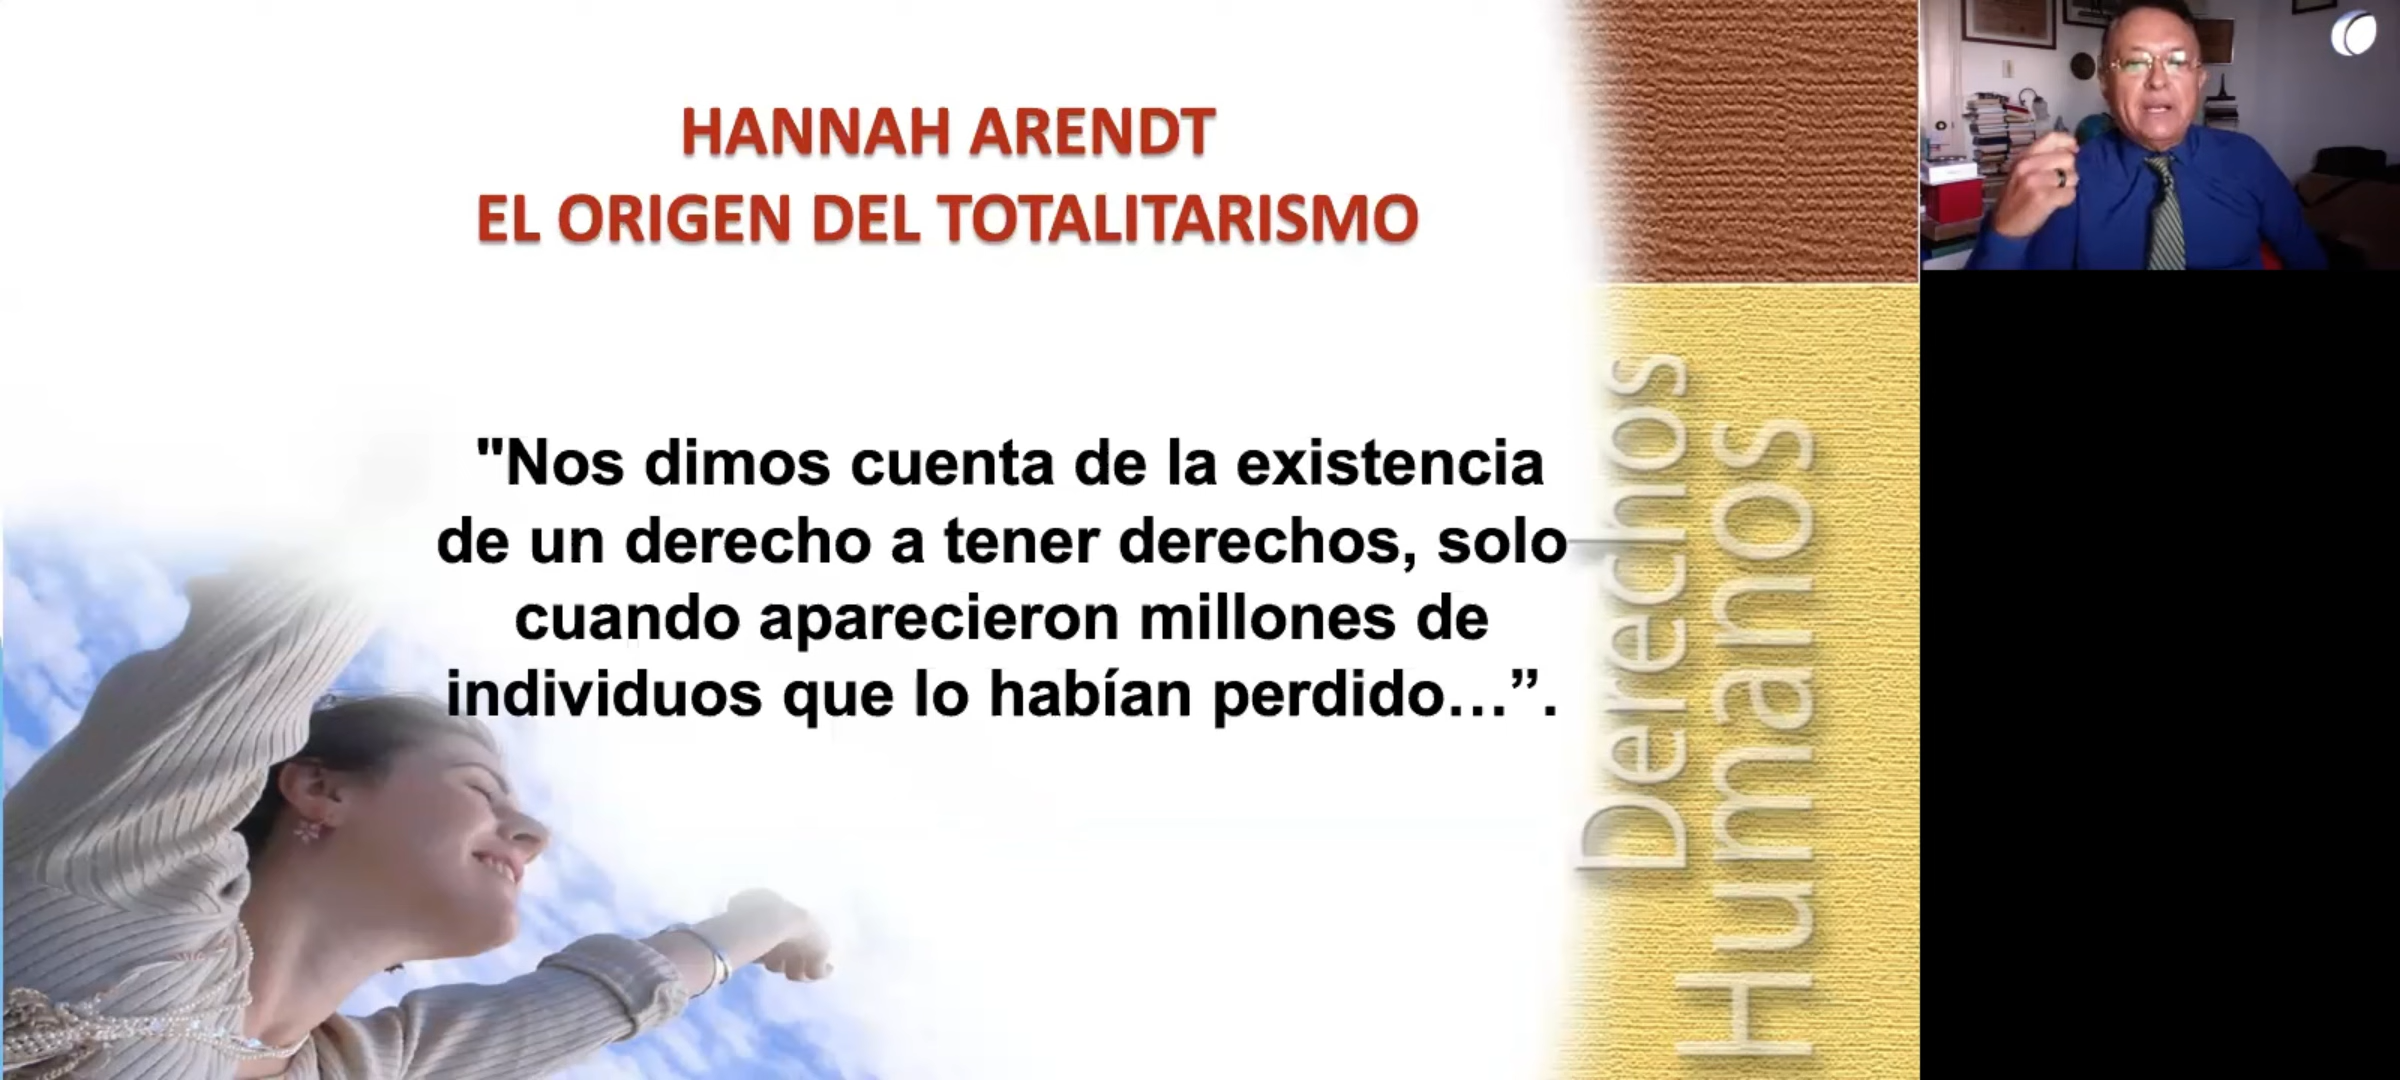 HANNAH ARENDT
EL ORIGEN DEL TOTALITARISMO
"Nos dimos cuenta de la existencia
de un derecho a tener derechos, solo
cuando aparecieron millones de
individuos que lo habían perdido…”.
Derechos
Humanos